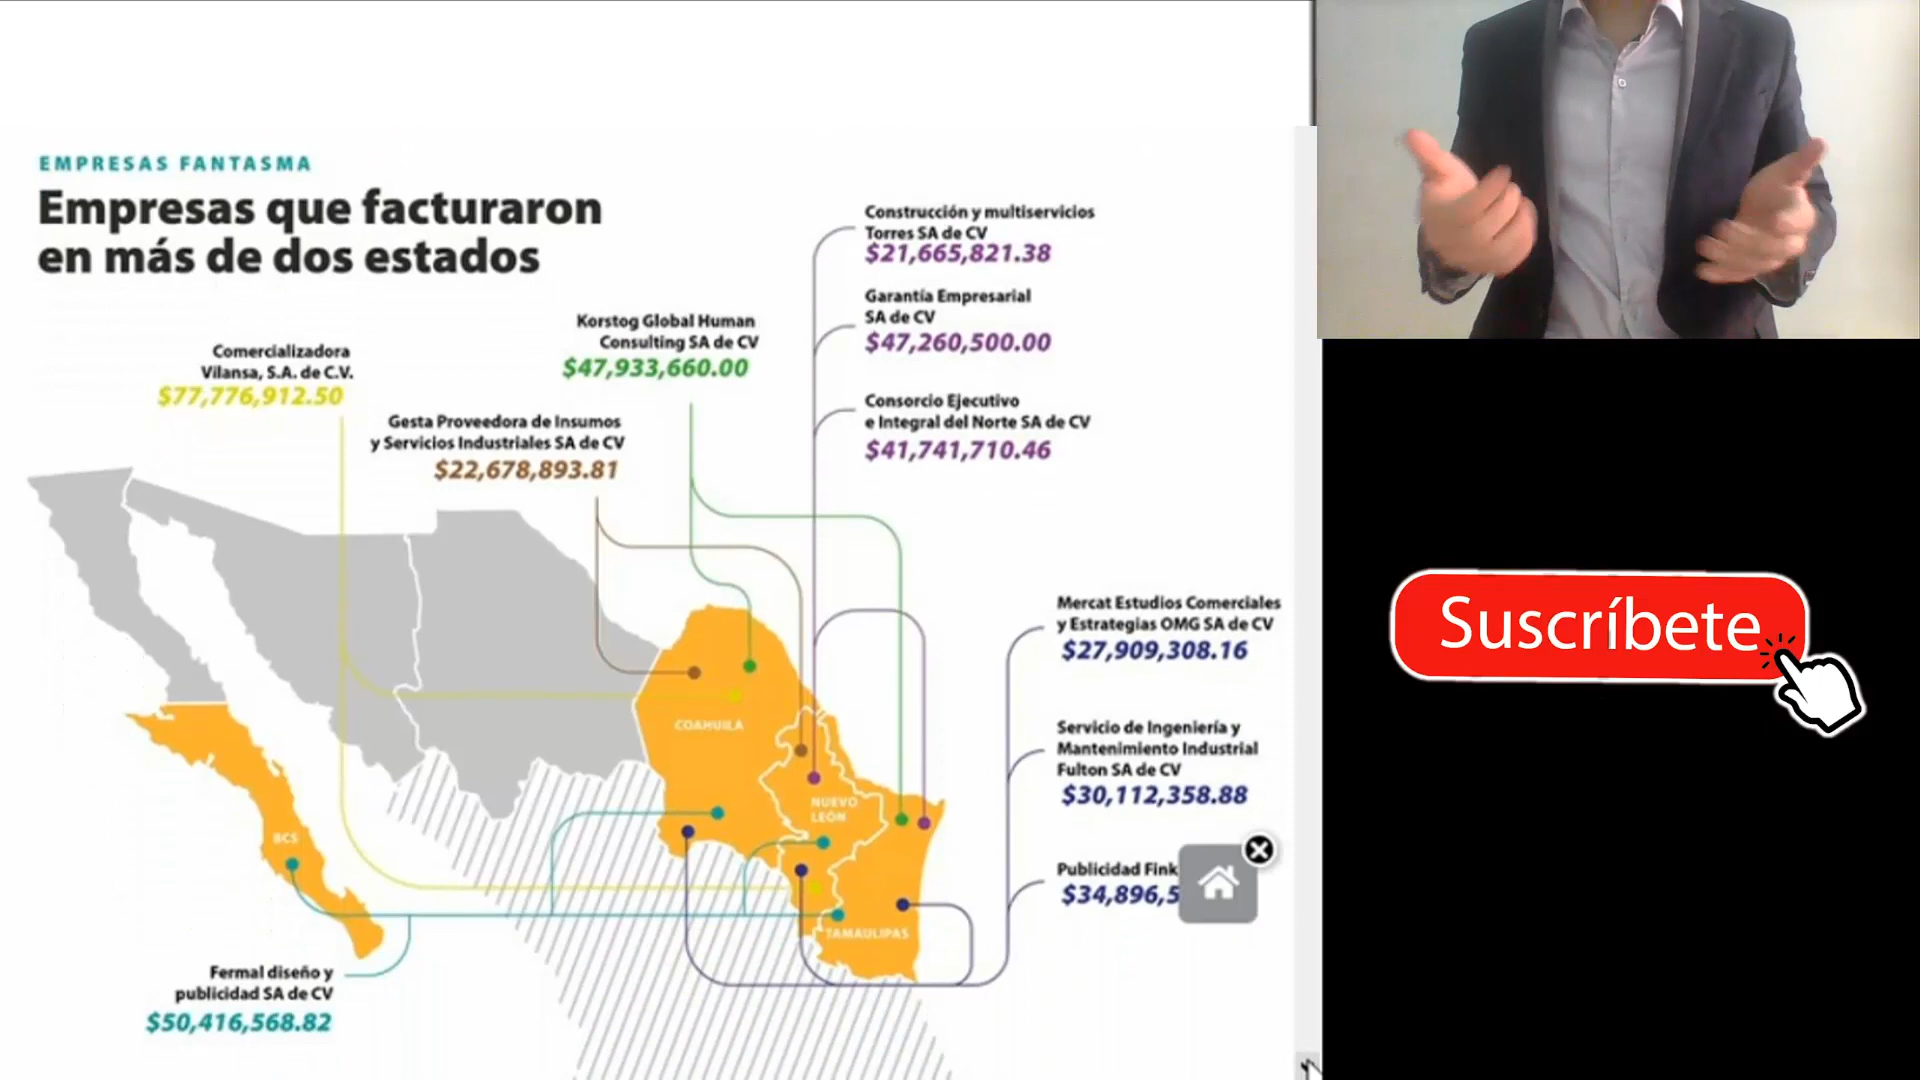 EMPRESAS FANTASMA
Empresas que facturaron
en más de dos estados
Construcción y multiservicios
Torres SA de CV
$21,665,821.38
Garantía Empresarial
SA de CV
$47,260,500.00
Korstog Global Human
Consulting SA de CV
$47,933,660.00
Comercializadora
Vilansa, S.A. de C.V.
$77,776,912.50
Consorcio Ejecutivo
e Integral del Norte SA de CV
$41,741,710.46
Gesta Proveedora de Insumos
y Servicios Industriales SA de CV
$22,678,893.81
Mercat Estudios Comerciales
y Estrategias OMG SA de CV
$27,909,308.16
Suscríbete
COAHUILA
Servicio de Ingeniería y
Mantenimiento Industrial
Fulton SA de CV
$30,112,358.88
NUEVO
LEÓN
BCS
Publicidad Fink
$34,896,5
TAMAULIPAS
Fermal diseño y
publicidad SA de CV
$50,416,568.82